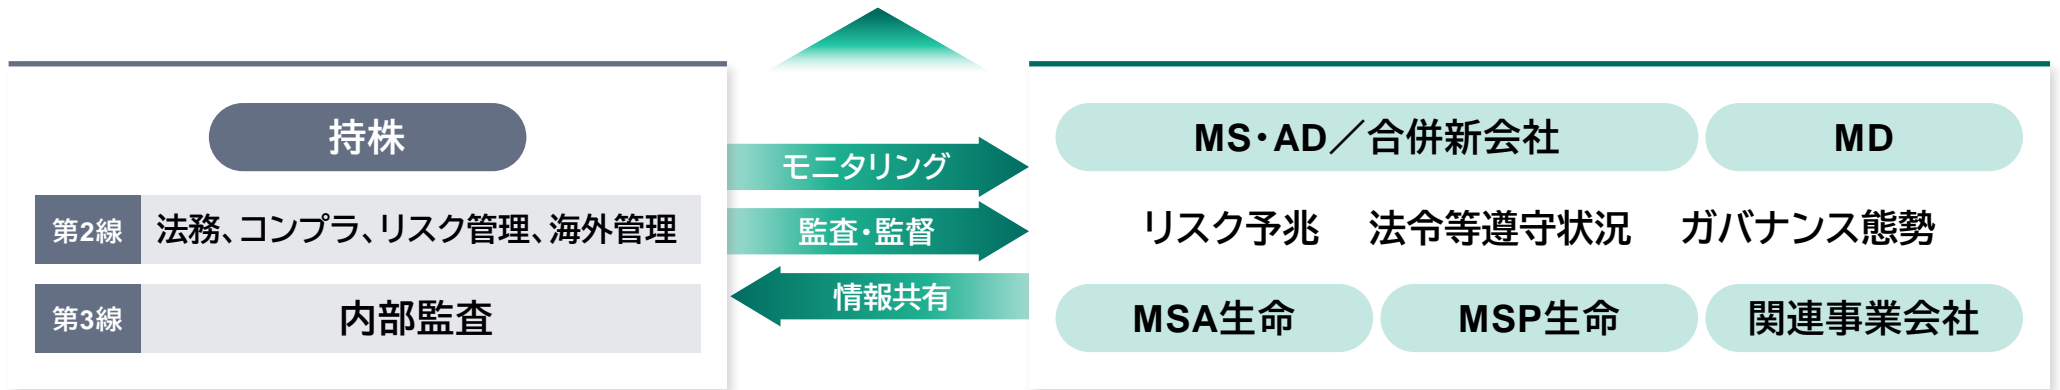 持株
第2線 法務、コンプラ、リスク管理、海外管理
第3線 内部監査
モニタリング
監査・監督
情報共有
MS・AD／合併新会社 MD
リスク予兆 法令等遵守状況 ガバナンス態勢
MSA生命 MSP生命 関連事業会社